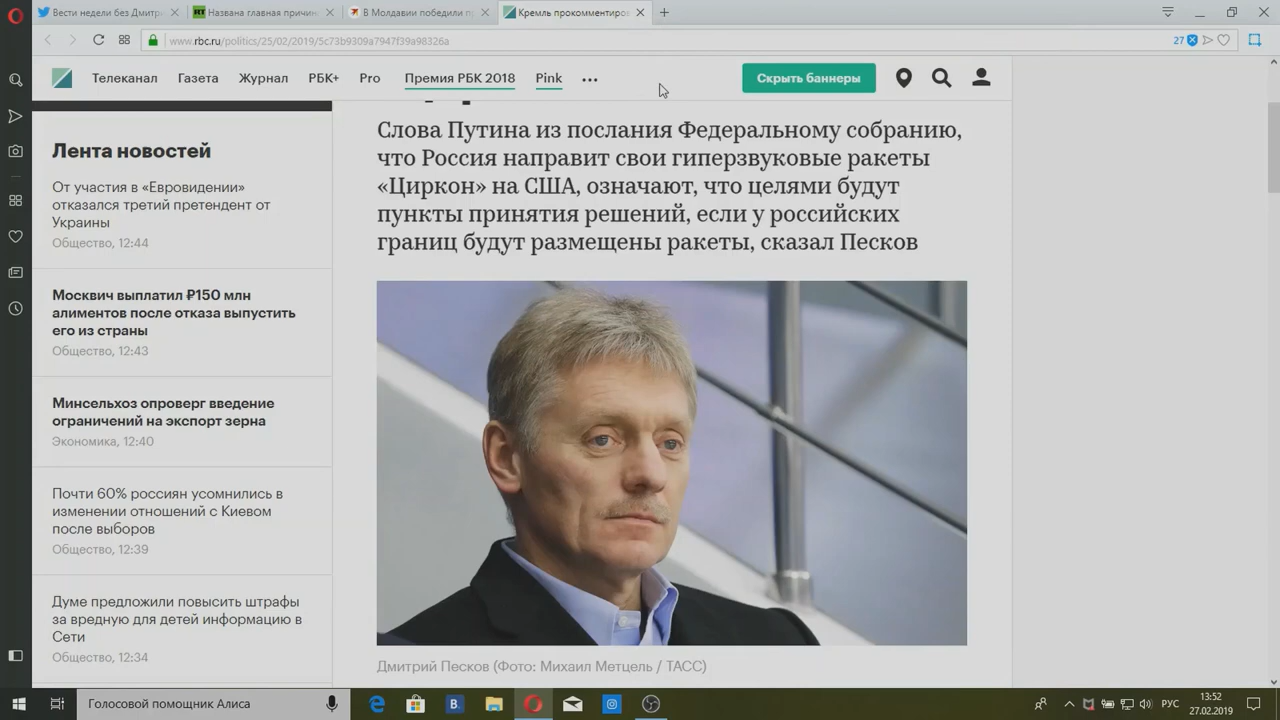 Вести недели без Дмитри
Названа главная причин
В Молдавии победили п
Кремль прокомментиров
www.rbc.ru/politics/25/02/2019/5c73b9309a7947f39a98326a
27
Телеканал Газета Журнал РБК+ Pro Премия РБК 2018 Pink ••• Скрыть баннеры
Лента новостей
От участия в «Евровидении»
отказался третий претендент от
Украины
Общество, 12:44
Москвич выплатил ₽150 млн
алиментов после отказа выпустить
его из страны
Общество, 12:43
Минсельхоз опроверг введение
ограничений на экспорт зерна
Экономика, 12:40
Почти 60% россиян усомнились в
изменении отношений с Киевом
после выборов
Общество, 12:39
Думе предложили повысить штрафы
за вредную для детей информацию в
Сети
Общество, 12:34
Слова Путина из послания Федеральному собранию,
что Россия направит свои гиперзвуковые ракеты
«Циркон» на США, означают, что целями будут
пункты принятия решений, если у российских
границ будут размещены ракеты, сказал Песков
Дмитрий Песков (Фото: Михаил Метцель / ТАСС)
Голосовой помощник Алиса
РУС
13:52
27.02.2019